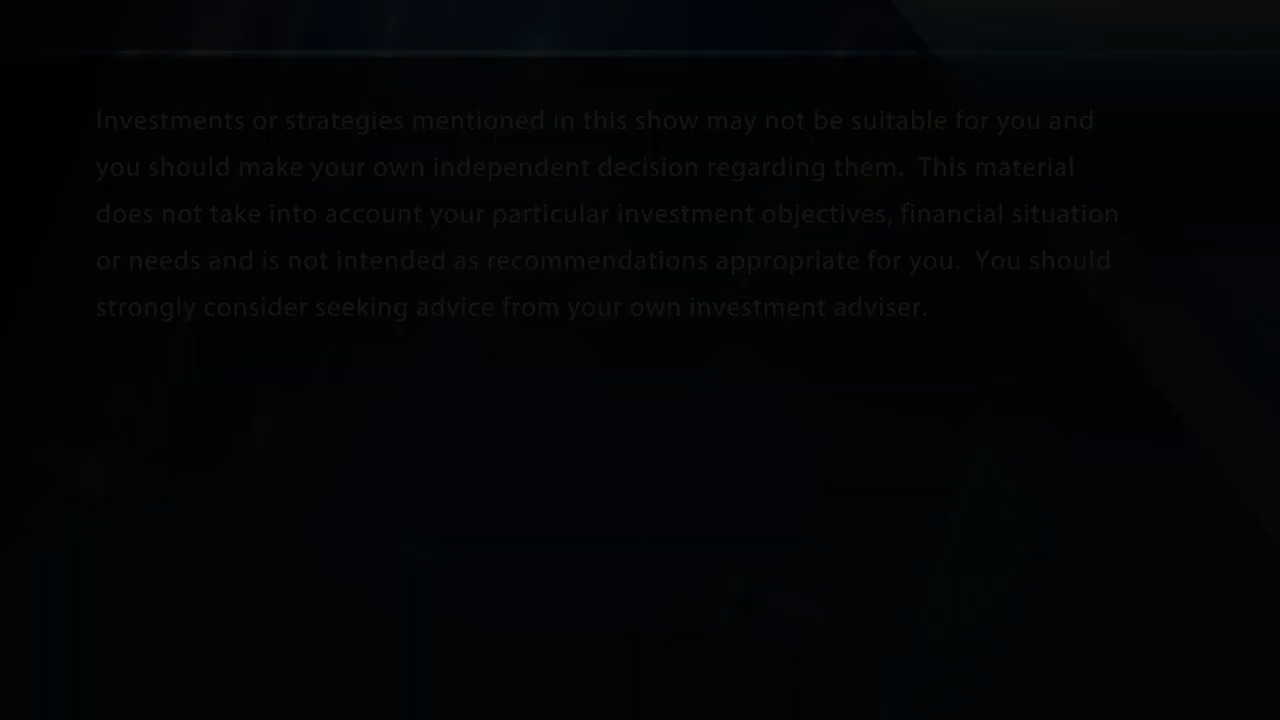 Investments or strategies mentioned in this show may not be suitable for you and
you should make your own independent decision regarding them.  This material
does not take into account your particular investment objectives, financial situation
or needs and is not intended as recommendations appropriate for you.  You should
strongly consider seeking advice from your own investment adviser.